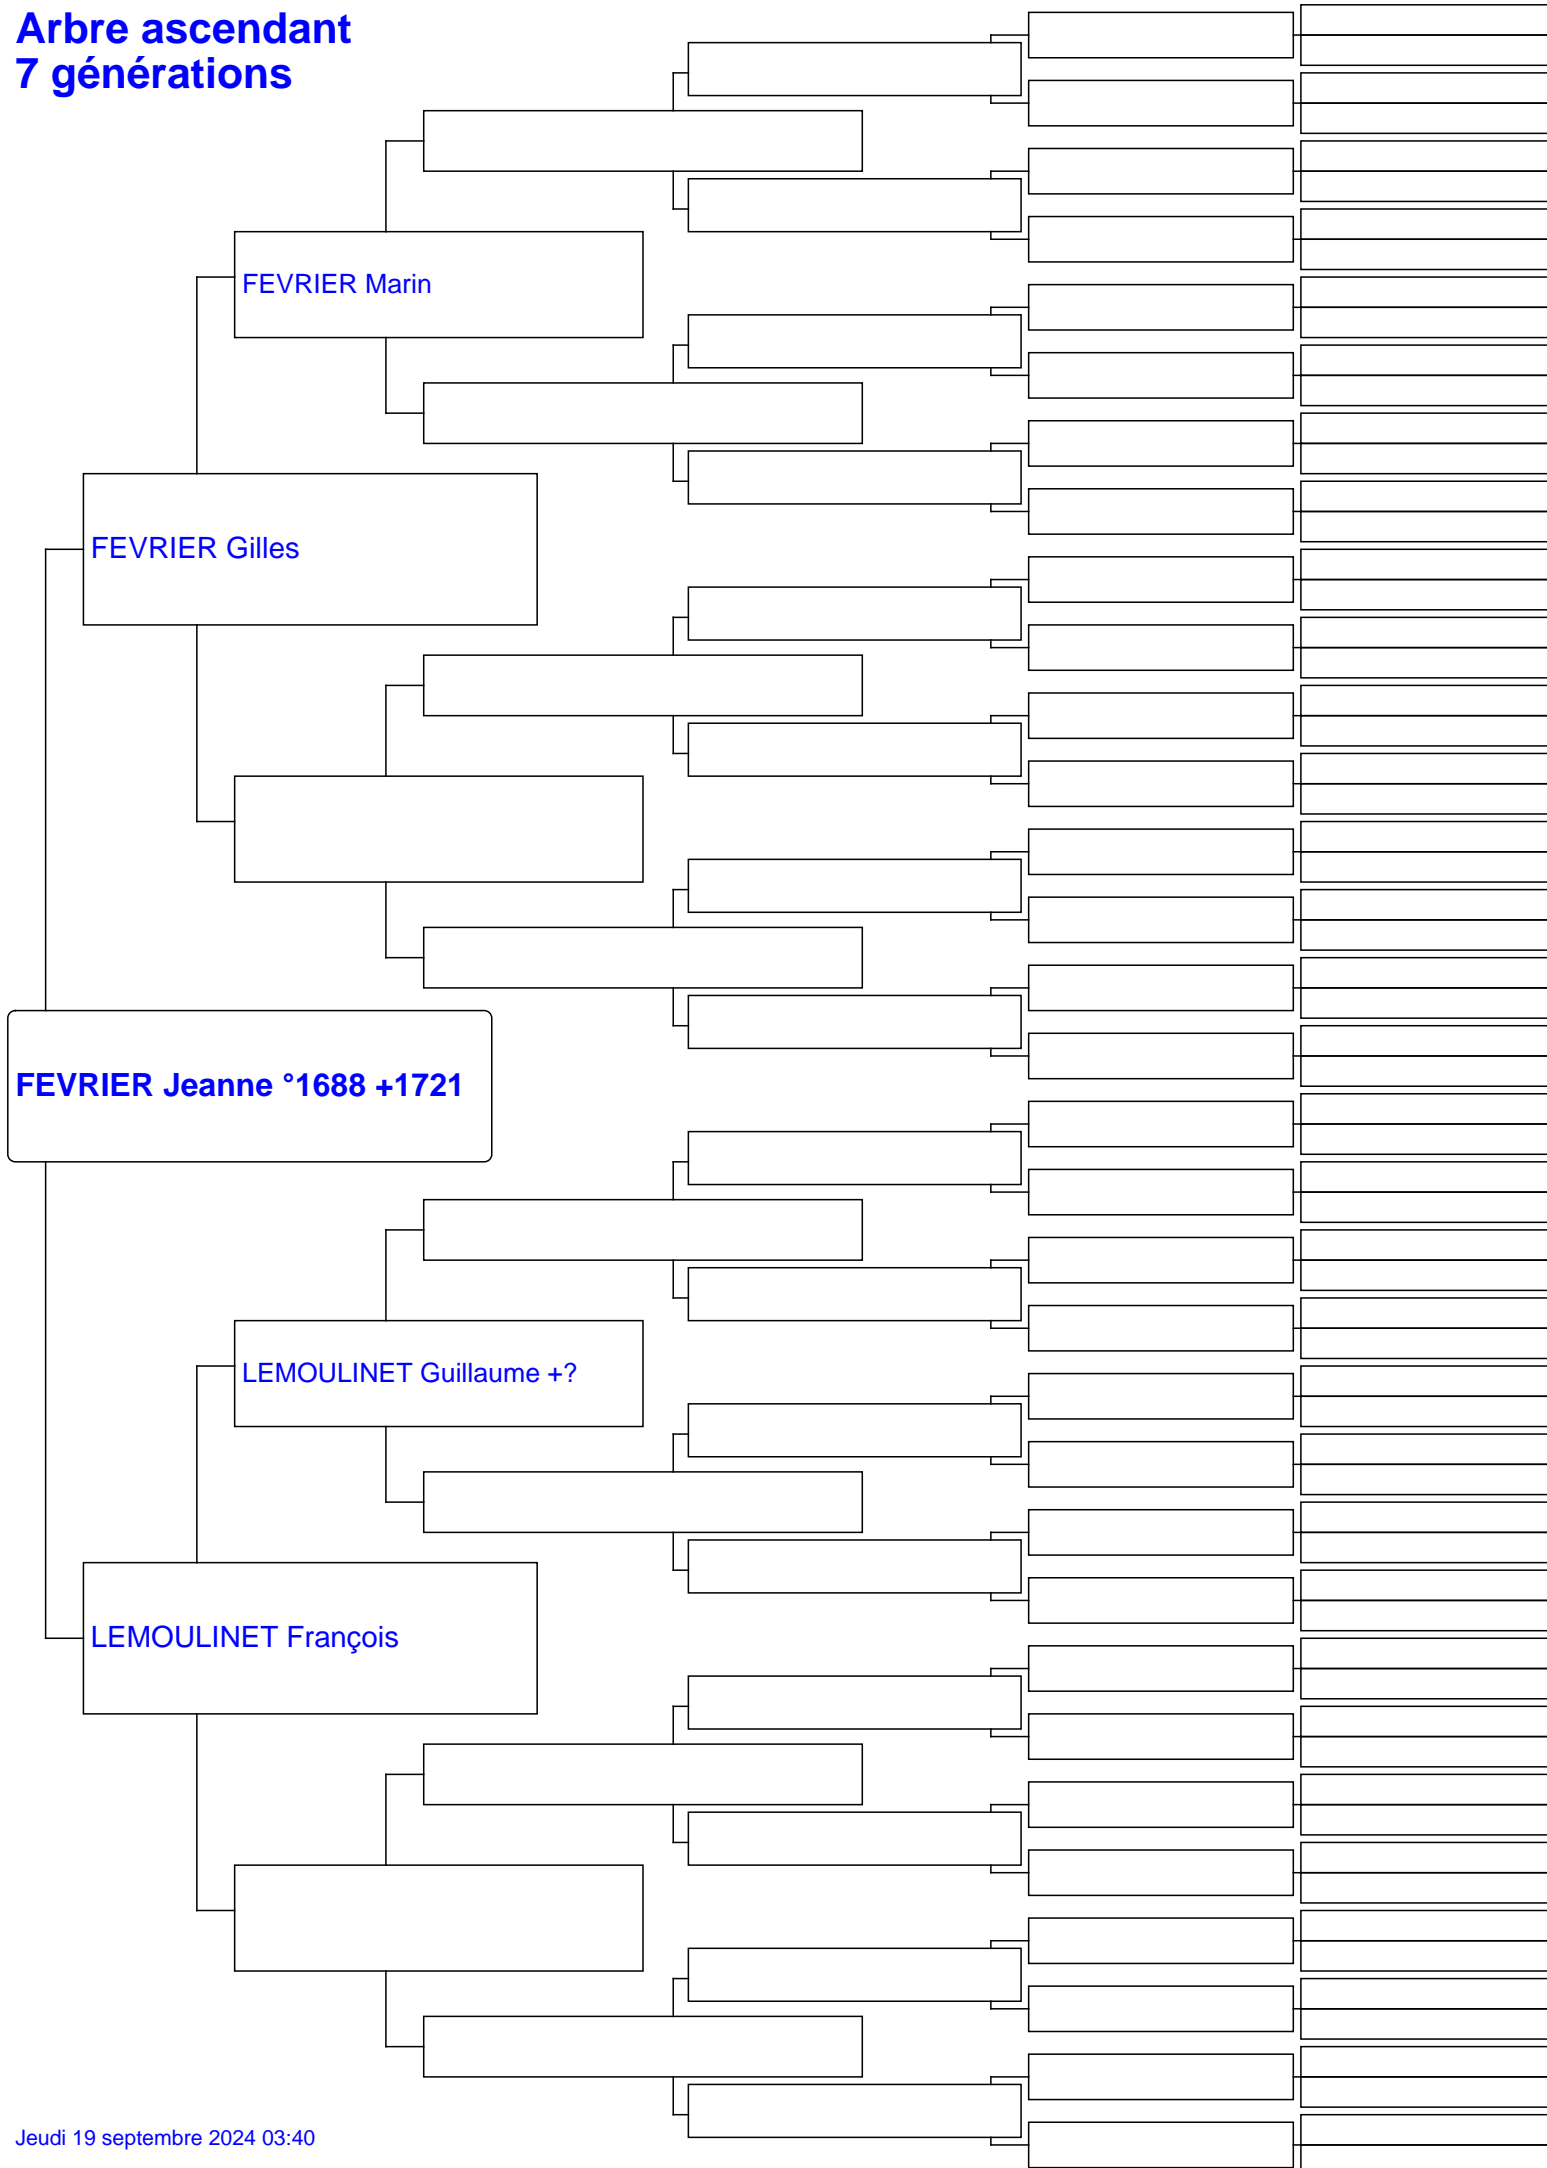 Arbre ascendant
7 générations
FEVRIER Marin
FEVRIER Gilles
FEVRIER Jeanne °1688 +1721
LEMOULINET Guillaume +?
LEMOULINET François
Jeudi 19 septembre 2024 03:40